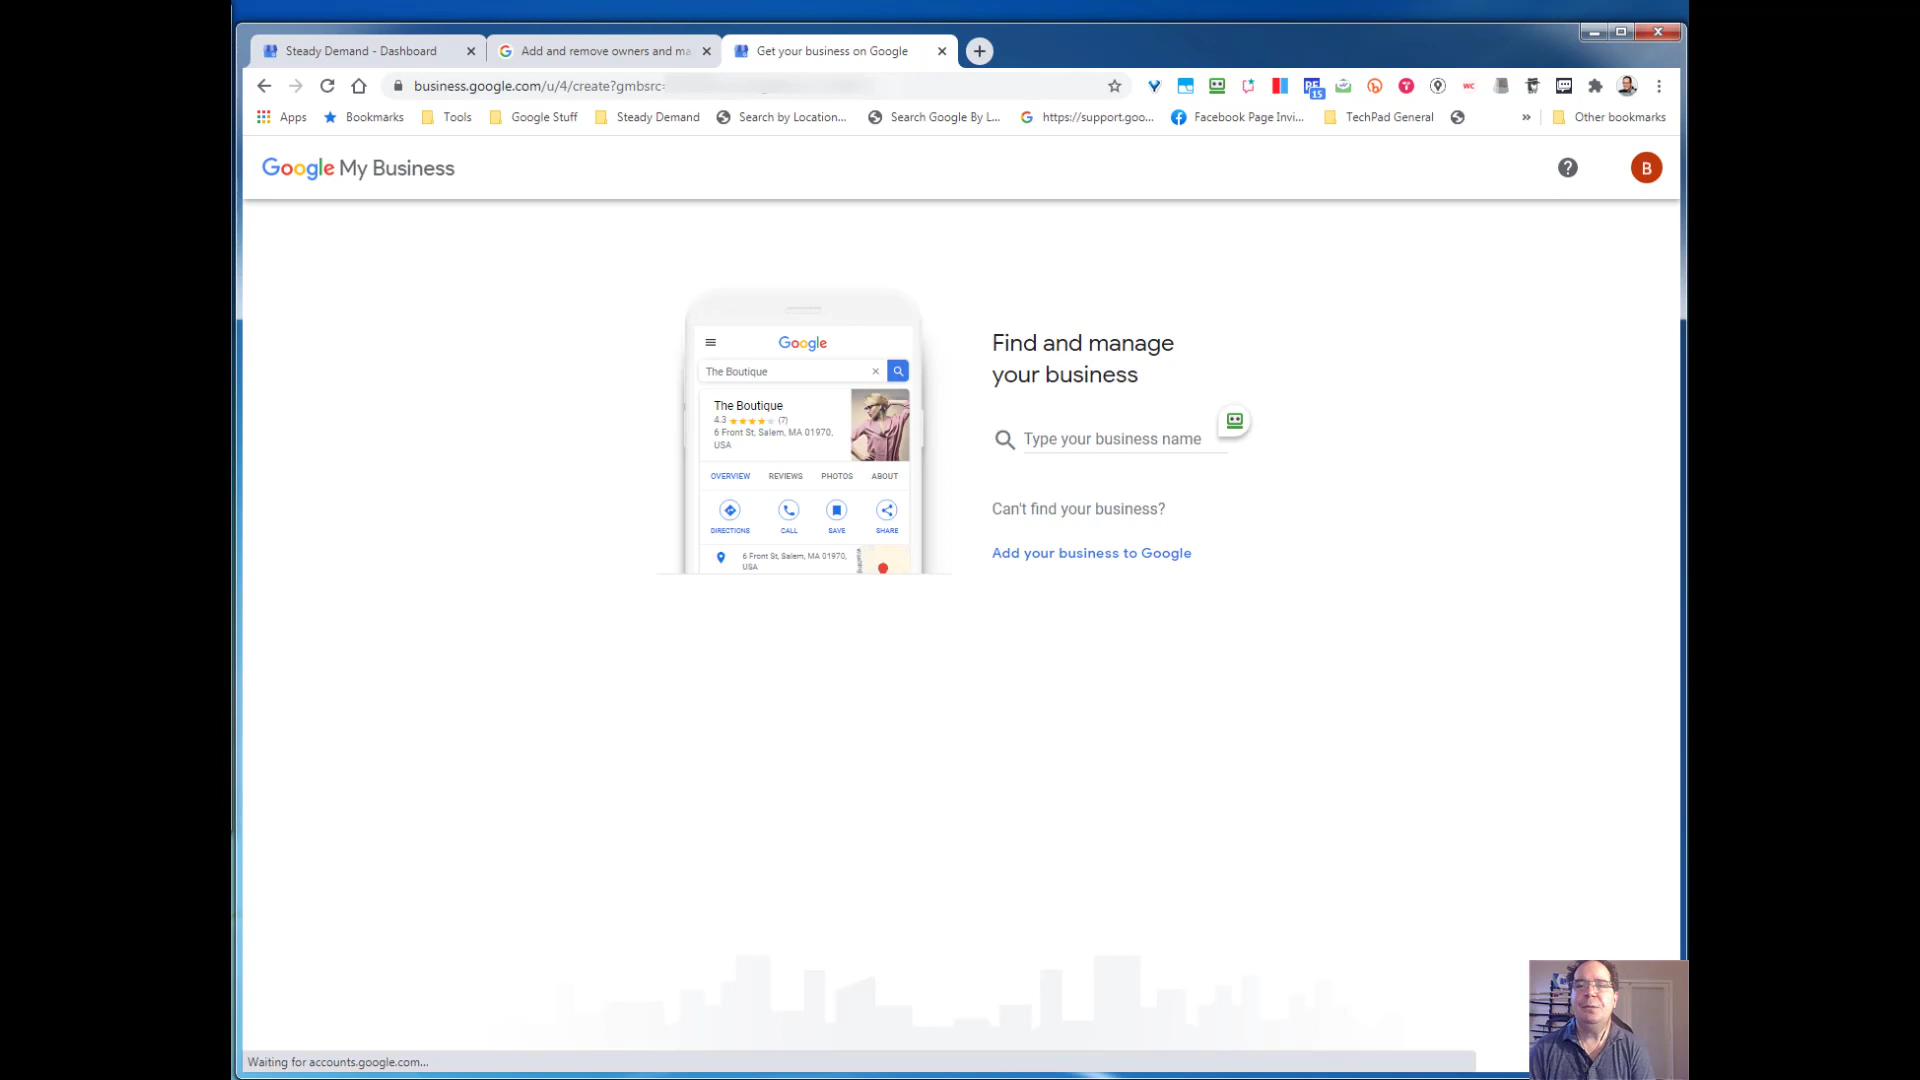 Steady Demand - Dashboard
Add and remove owners and ma
Get your business on Google
business.google.com/u/4/create?gmbsrc=
15
WC
Apps
Bookmarks
Tools
Google Stuff
Steady Demand
Search by Location...
Search Google By L...
https://support.goo...
Facebook Page Invi...
TechPad General
»
Other bookmarks
Google My Business
?
B
Google
The Boutique
The Boutique
4.3 (7)
6 Front St, Salem, MA 01970,
USA
OVERVIEW REVIEWS PHOTOS ABOUT
DIRECTIONS CALL SAVE SHARE
6 Front St, Salem, MA 01970,
USA
Find and manage
your business
Type your business name
Can't find your business?
Add your business to Google
Waiting for accounts.google.com...